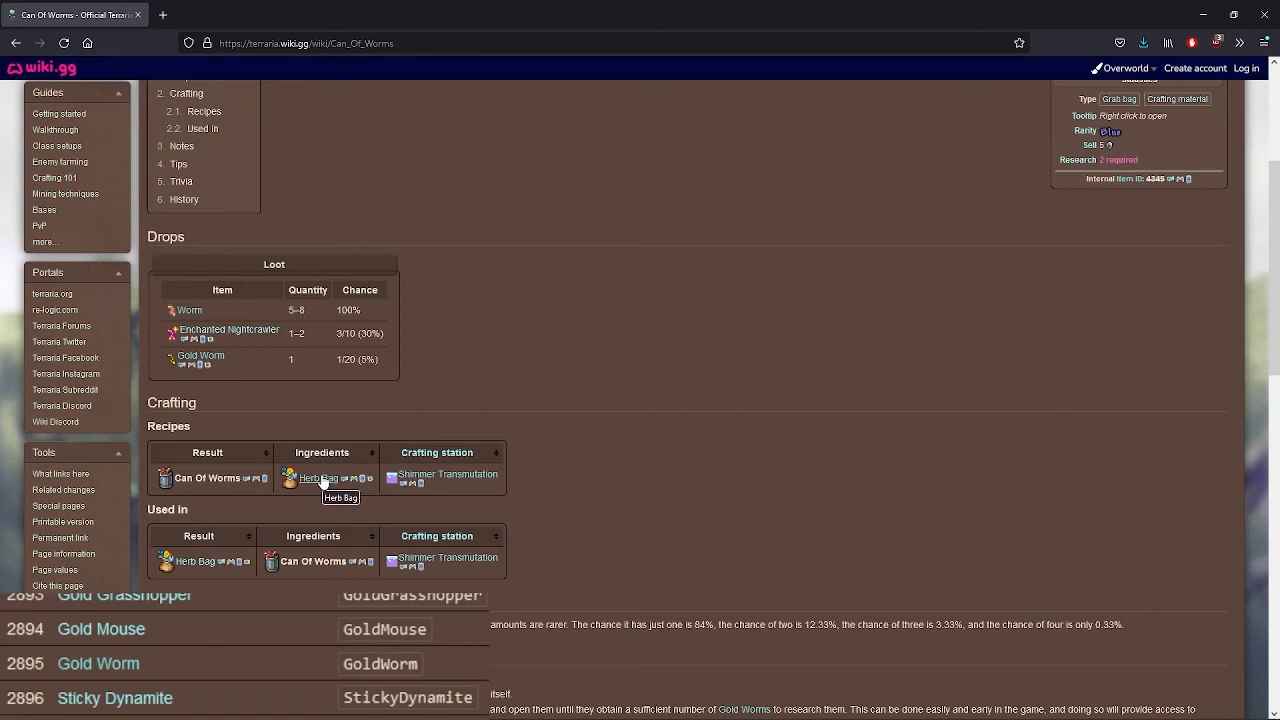 Can Of Worms - Official Terrari
https://terraria.wiki.gg/wiki/Can_Of_Worms
wiki.gg
Overworld
Create account
Log in
Guides
Getting started
Walkthrough
Class setups
Enemy farming
Crafting 101
Mining techniques
Bases
PvP
more...
Portals
terraria.org
re-logic.com
Terraria Forums
Terraria Twitter
Terraria Facebook
Terraria Instagram
Terraria Subreddit
Terraria Discord
Wiki Discord
Tools
What links here
Related changes
Special pages
Printable version
Permanent link
Page information
Page values
Cite this page
2. Crafting
2.1. Recipes
2.2. Used in
3. Notes
4. Tips
5. Trivia
6. History
Statistics
Type Grab bag Crafting material
Tooltip Right click to open
Rarity Blue
Sell 5
Research 2 required
Internal Item ID: 4345
Drops
Loot
Item Quantity Chance
Worm 5–8 100%
Enchanted Nightcrawler 1–2 3/10 (30%)
Gold Worm 1 1/20 (5%)
Crafting
Recipes
Result Ingredients Crafting station
Can Of Worms Herb Bag Shimmer Transmutation
Herb Bag
Used in
Result Ingredients Crafting station
Herb Bag Can Of Worms Shimmer Transmutation
2893 Gold Grasshopper GoldGrasshopper
2894 Gold Mouse GoldMouse
2895 Gold Worm GoldWorm
2896 Sticky Dynamite StickyDynamite
amounts are rarer. The chance it has just one is 84%, the chance of two is 12.33%, the chance of three is 3.33%, and the chance of four is only 0.33%.
itself.
and open them until they obtain a sufficient number of Gold Worms to research them. This can be done easily and early in the game, and doing so will provide access to